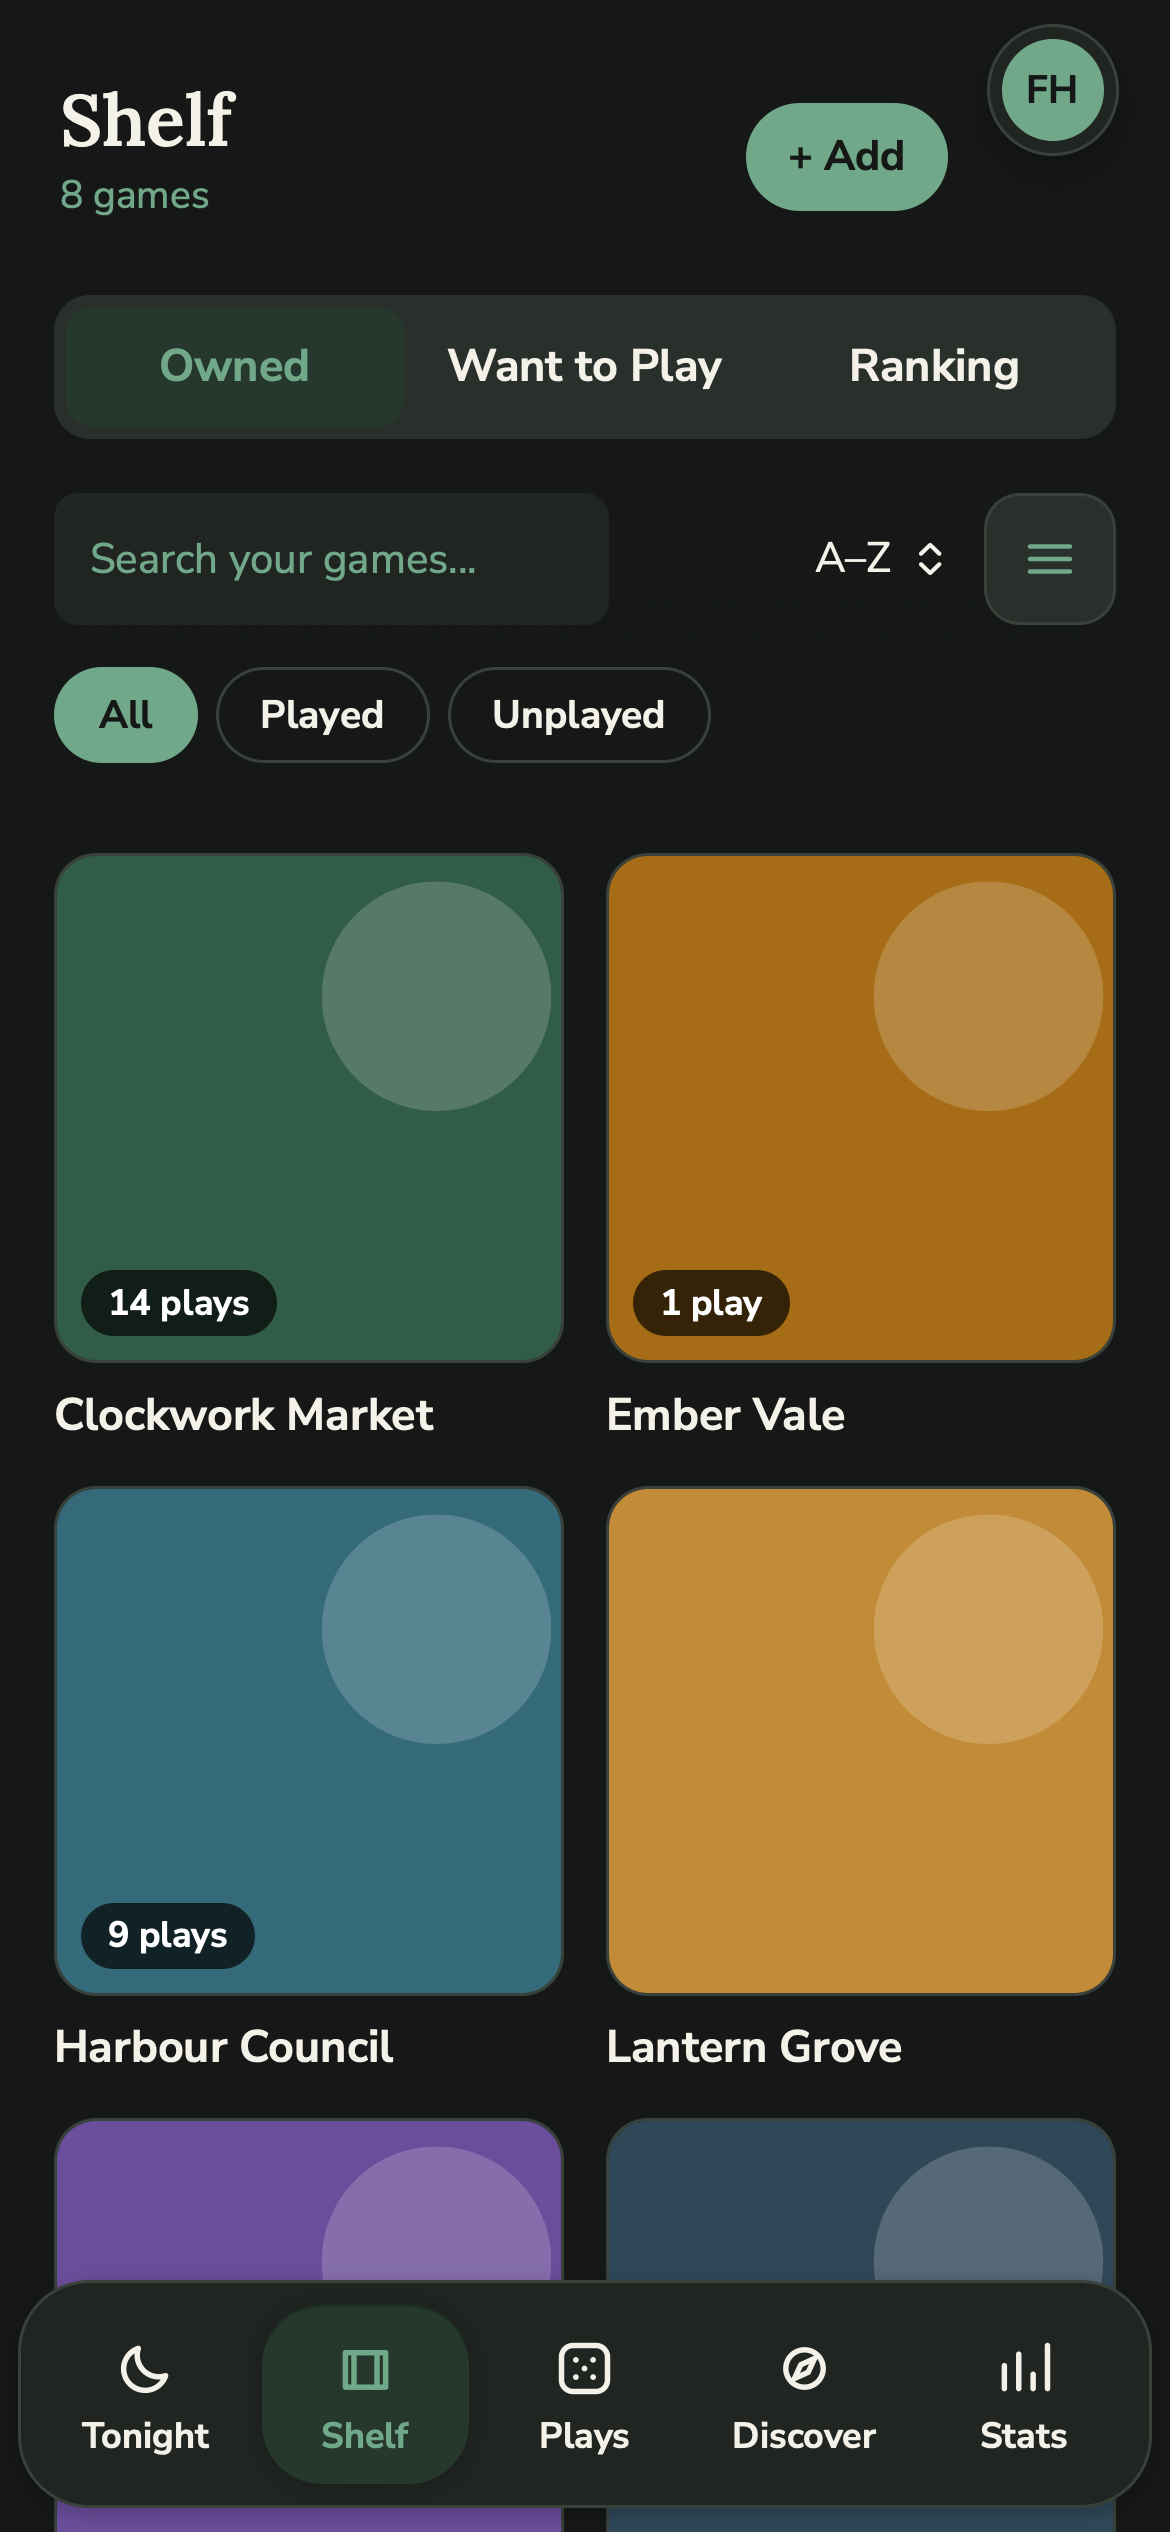 Shelf
8 games
+ Add
FH
Owned
Want to Play
Ranking
Search your games...
A–Z
All
Played
Unplayed
14 plays
1 play
Clockwork Market
Ember Vale
9 plays
Harbour Council
Lantern Grove
Tonight
Shelf
Plays
Discover
Stats